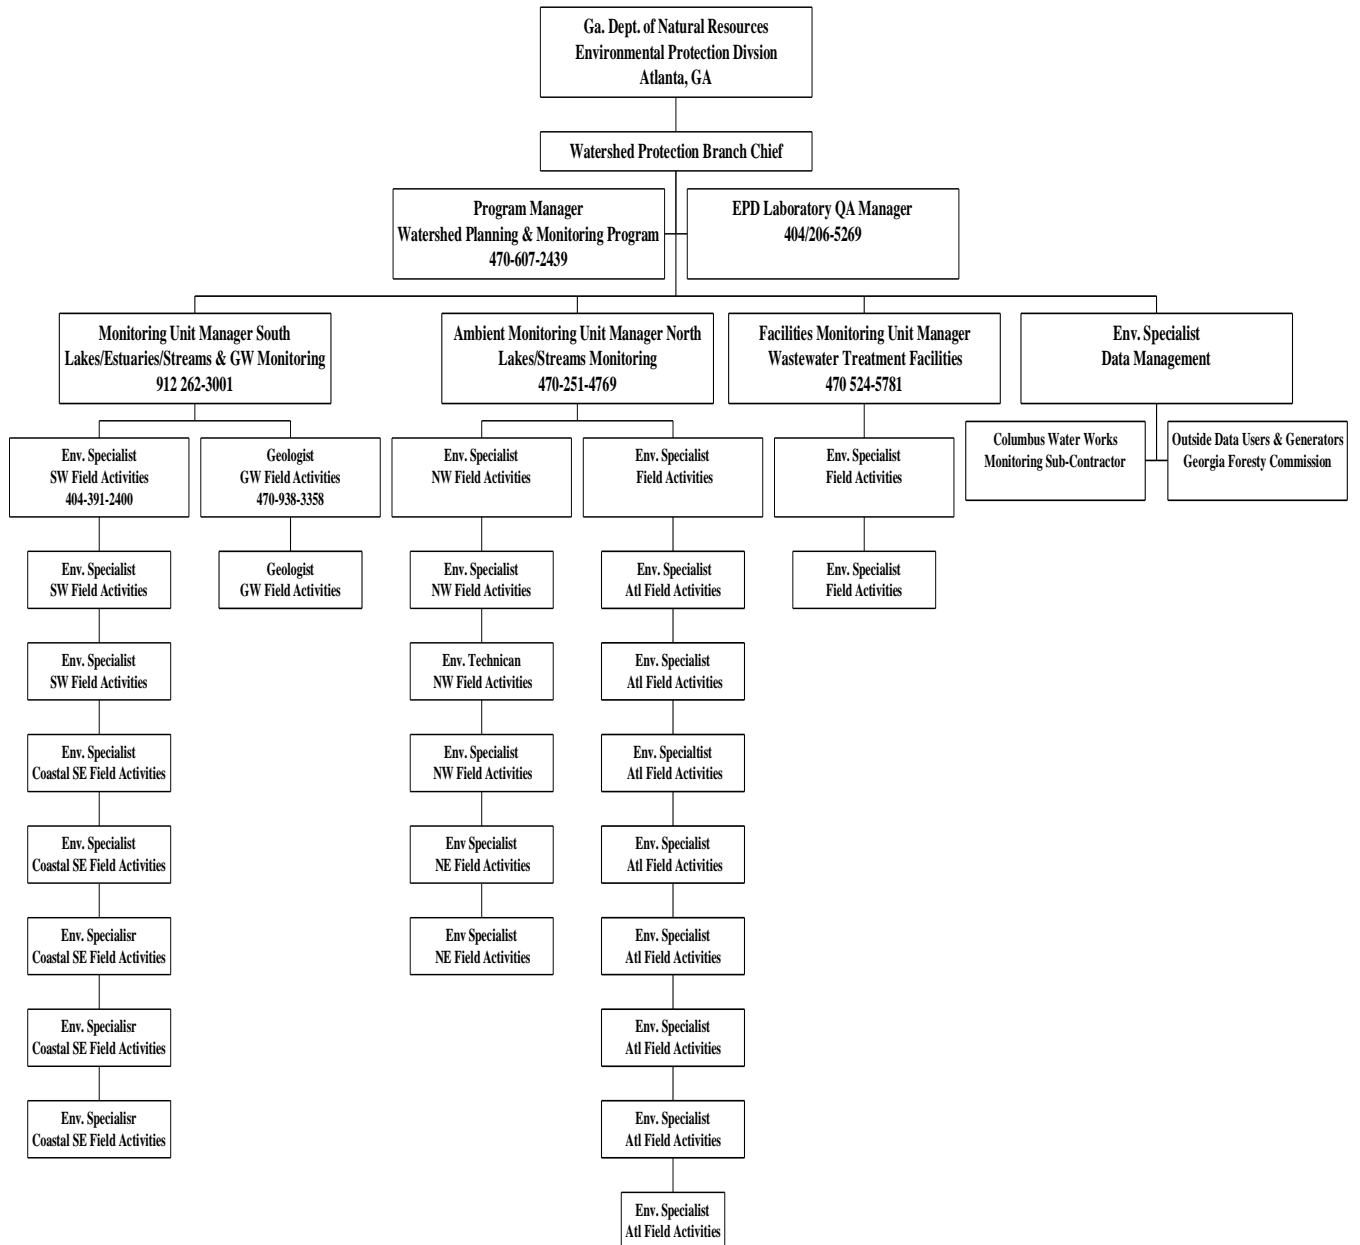 Ga. Dept. of Natural Resources
Environmental Protection Divsion
Atlanta, GA
Watershed Protection Branch Chief
Program Manager
Watershed Planning & Monitoring Program
470-607-2439
EPD Laboratory QA Manager
404/206-5269
Monitoring Unit Manager South
Lakes/Estuaries/Streams & GW Monitoring
912 262-3001
Ambient Monitoring Unit Manager North
Lakes/Streams Monitoring
470-251-4769
Facilities Monitoring Unit Manager
Wastewater Treatment Facilities
470 524-5781
Env. Specialist
Data Management
Env. Specialist
SW Field Activities
404-391-2400
Geologist
GW Field Activities
470-938-3358
Env. Specialist
NW Field Activities
Env. Specialist
Field Activities
Env. Specialist
Field Activities
Columbus Water Works
Monitoring Sub-Contractor
Outside Data Users & Generators
Georgia Foresty Commission
Env. Specialist
SW Field Activities
Geologist
GW Field Activities
Env. Specialist
NW Field Activities
Env. Specialist
Atl Field Activities
Env. Specialist
Field Activities
Env. Specialist
SW Field Activities
Env. Technican
NW Field Activities
Env. Specialist
Atl Field Activities
Env. Specialist
Coastal SE Field Activities
Env. Specialist
NW Field Activities
Env. Specialtist
Atl Field Activities
Env. Specialist
Coastal SE Field Activities
Env Specialist
NE Field Activities
Env. Specialist
Atl Field Activities
Env. Specialisr
Coastal SE Field Activities
Env Specialist
NE Field Activities
Env. Specialist
Atl Field Activities
Env. Specialisr
Coastal SE Field Activities
Env. Specialist
Atl Field Activities
Env. Specialisr
Coastal SE Field Activities
Env. Specialist
Atl Field Activities
Env. Specialist
Atl Field Activities